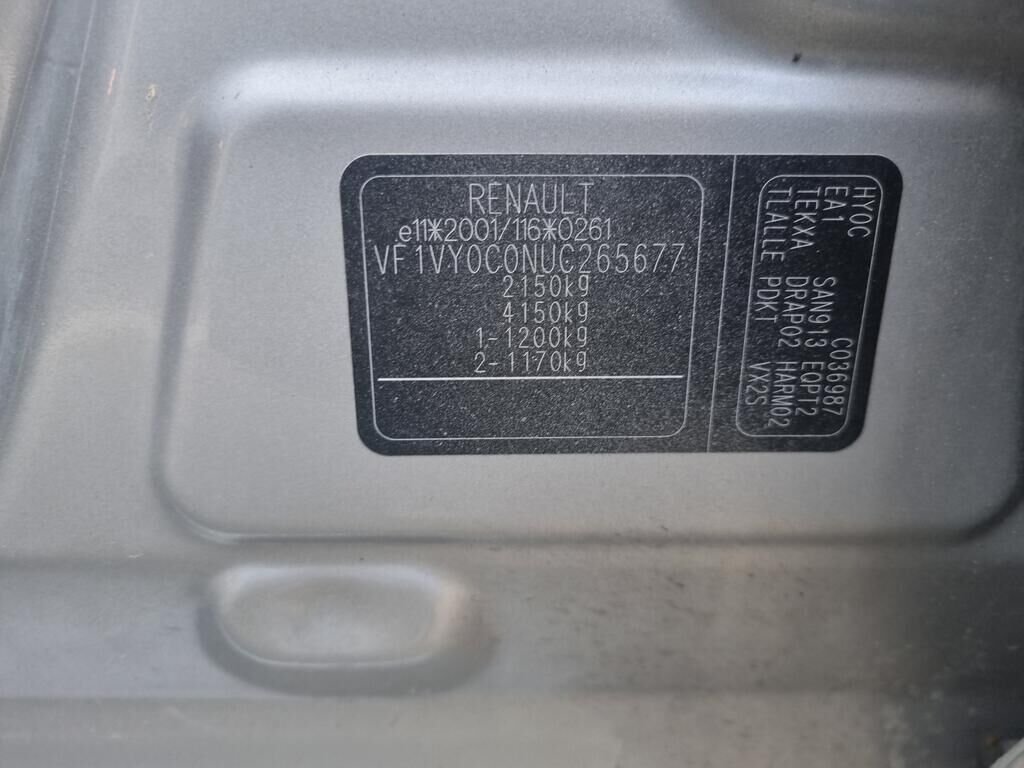 RENAULT
e11*2001/116*0261
VF1VY0C0NUC265677
2150kg
4150kg
1-1200kg
2-1170kg
HY0C C036987
EA1 SAN913 EQPT2
TEKXA DRAP02 HARM02
TLALLE PDK1 VX2S